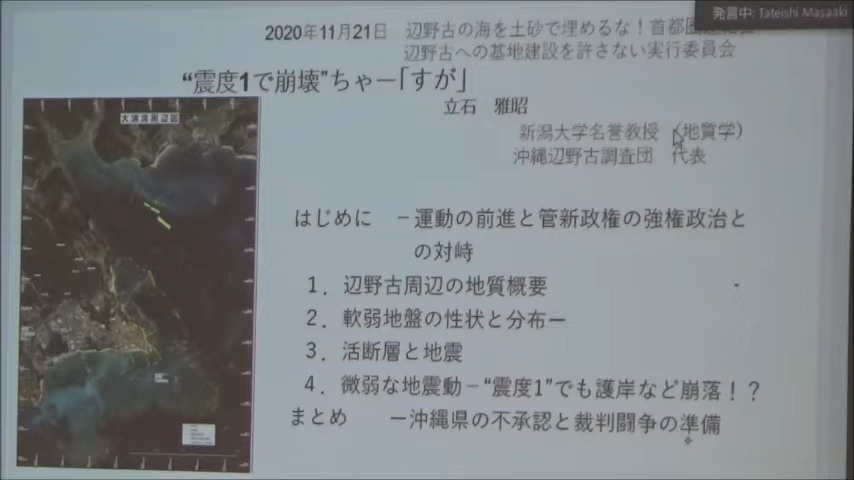 発言中: Tateishi Masaaki
2020年11月21日 辺野古の海を土砂で埋めるな!首都圏
辺野古への基地建設を許さない実行委員会
“震度1で崩壊”ちゃー「すが」
立石 雅昭
新潟大学名誉教授 (地質学)
沖縄辺野古調査団 代表
大浦湾周辺図
はじめに －運動の前進と管新政権の強権政治と
の対峙
1．辺野古周辺の地質概要
2．軟弱地盤の性状と分布ー
3．活断層と地震
4．微弱な地震動－“震度1”でも護岸など崩落！？
まとめ ー沖縄県の不承認と裁判闘争の準備